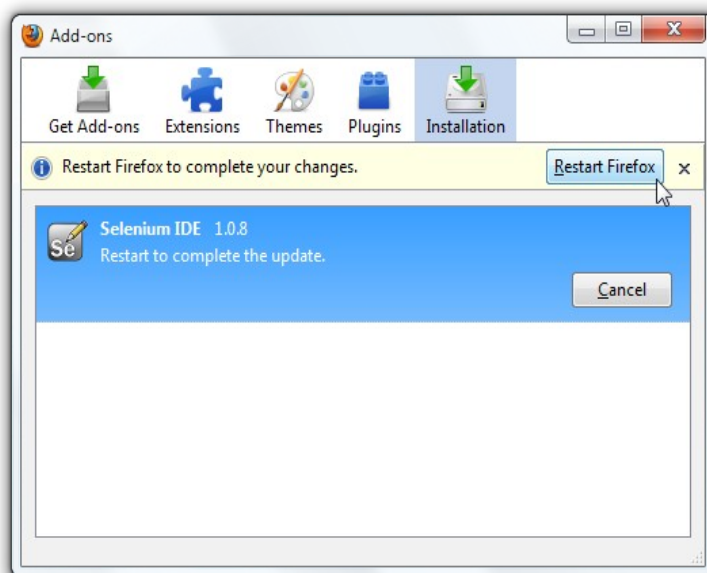 Add-ons
Get Add-ons Extensions Themes Plugins Installation
Restart Firefox to complete your changes. Restart Firefox
Se
Selenium IDE 1.0.8
Restart to complete the update.
Cancel